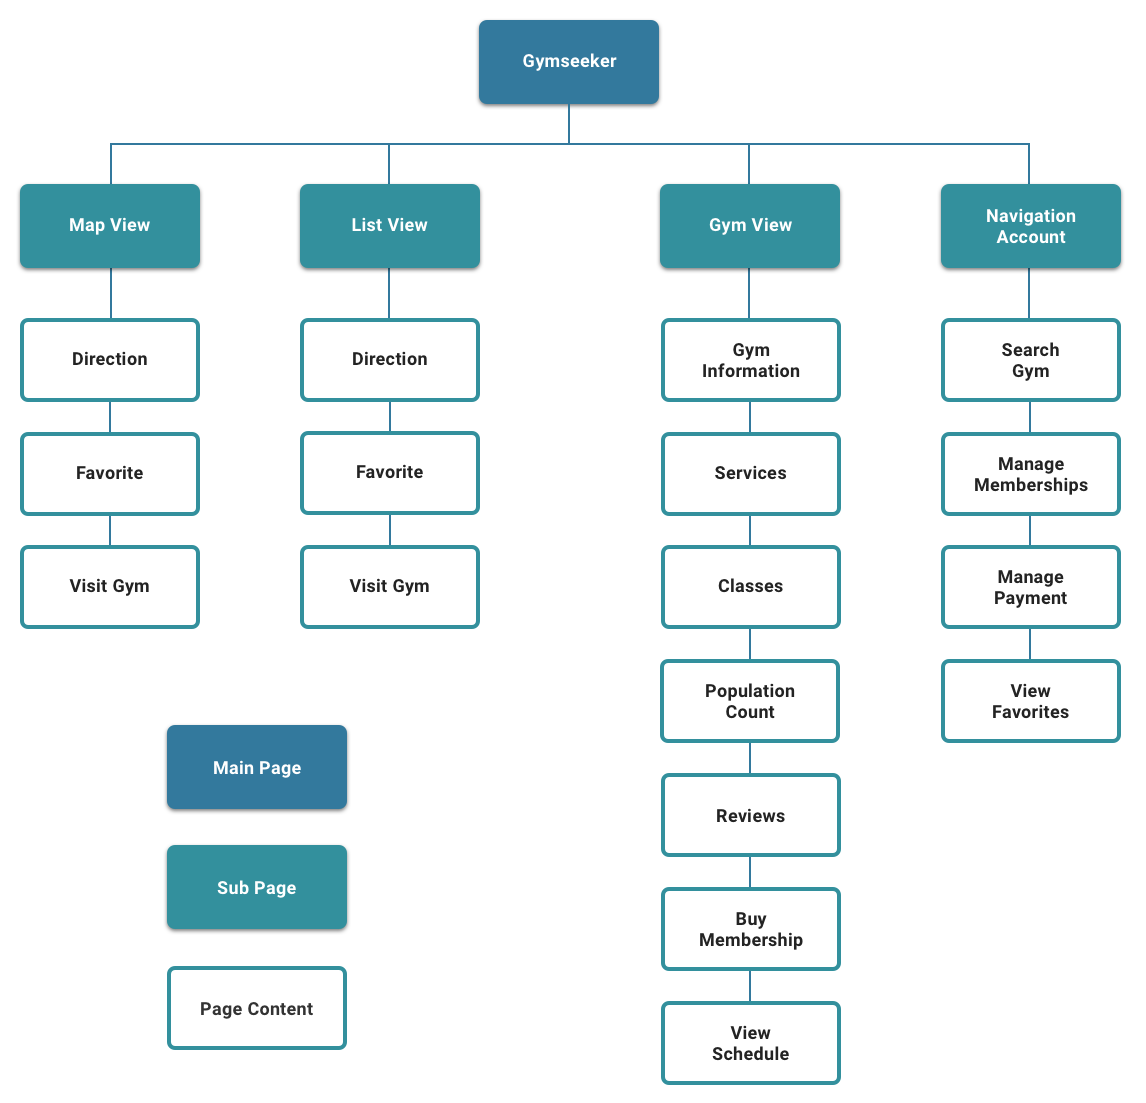 Gymseeker
Map View
List View
Gym View
Navigation
Account
Direction
Favorite
Visit Gym
Direction
Favorite
Visit Gym
Gym
Information
Services
Classes
Population
Count
Reviews
Buy
Membership
View
Schedule
Search
Gym
Manage
Memberships
Manage
Payment
View
Favorites
Main Page
Sub Page
Page Content